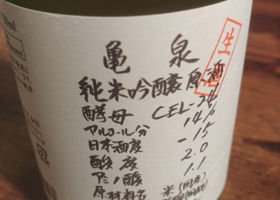 亀泉
生酒
純米吟醸原酒
酵母 CEL-24
アルコール分 14%
日本酒度 -15
酸度 2.0
アミノ酸 1.1
原材料名 米